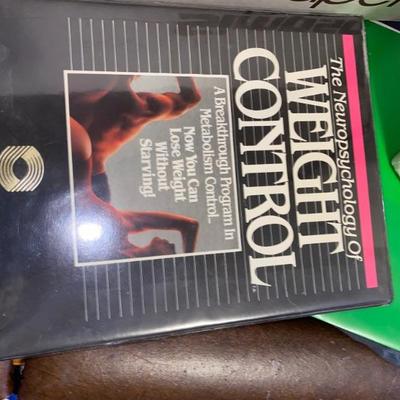 The Neuropsychology Of
WEIGHT
CONTROL
A Breakthrough Program In
Metabolism Control.
Now You Can
Lose Weight
Without
Starving!